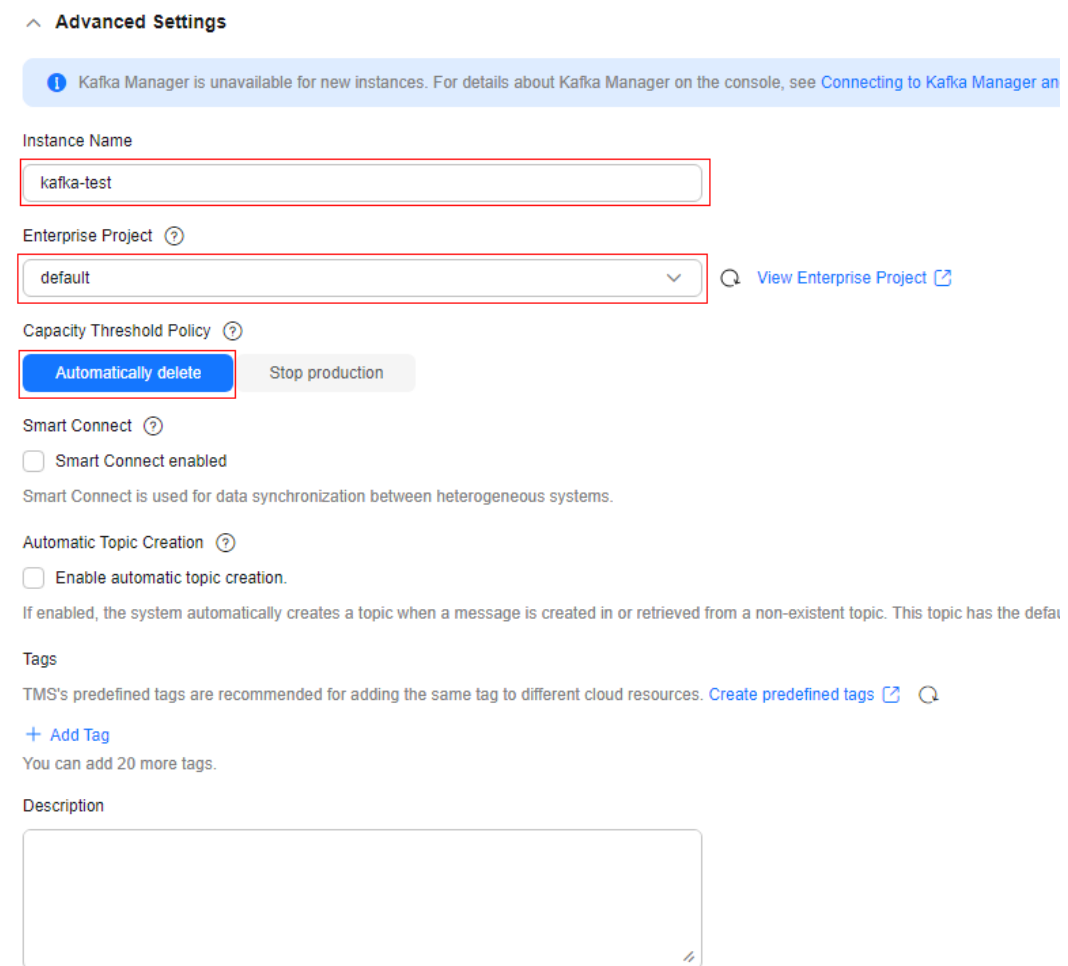 Advanced Settings
Kafka Manager is unavailable for new instances. For details about Kafka Manager on the console, see Connecting to Kafka Manager an
Instance Name
kafka-test
Enterprise Project
default
View Enterprise Project
Capacity Threshold Policy
Automatically delete Stop production
Smart Connect
Smart Connect enabled
Smart Connect is used for data synchronization between heterogeneous systems.
Automatic Topic Creation
Enable automatic topic creation.
If enabled, the system automatically creates a topic when a message is created in or retrieved from a non-existent topic. This topic has the defau
Tags
TMS's predefined tags are recommended for adding the same tag to different cloud resources. Create predefined tags
+ Add Tag
You can add 20 more tags.
Description